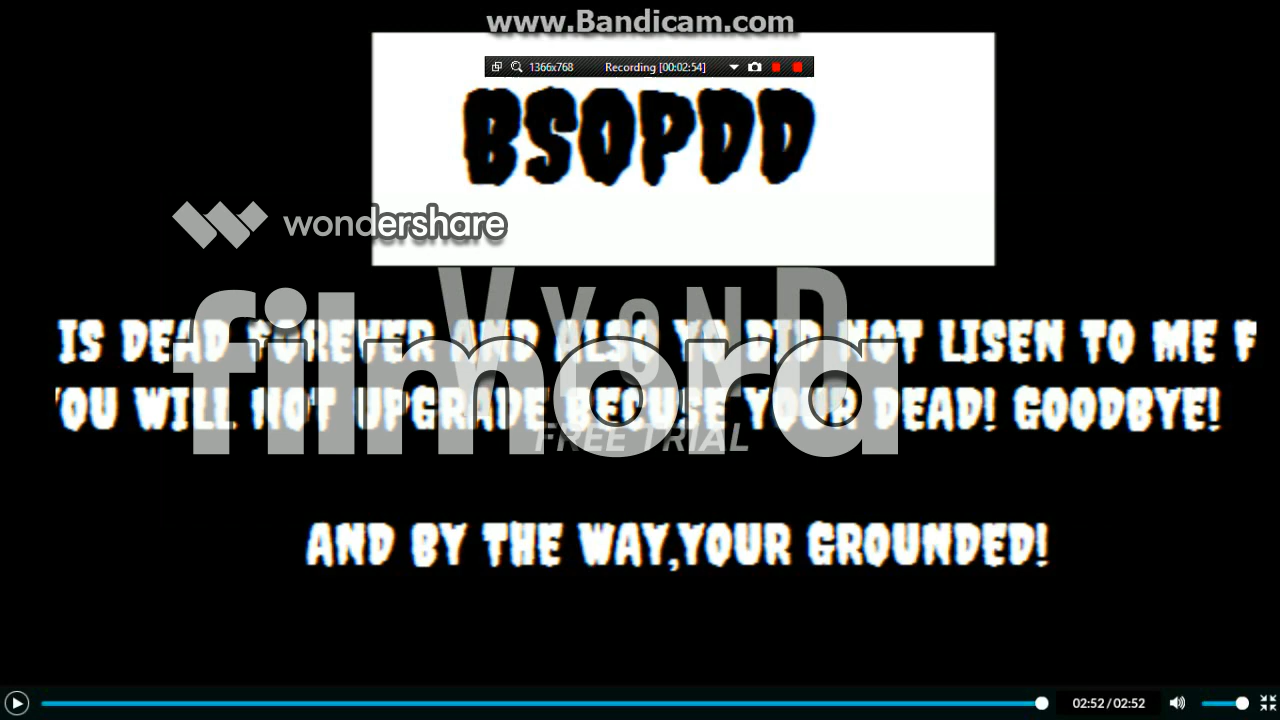 www.Bandicam.com
1366x768 Recording [00:02:54]
BSOPDD
wondershare
filmora
VYOND
FREE TRIAL
IS DEAD FOREVER AND ALSO YO DID NOT LISEN TO ME F
YOU WILL NOT UPGRADE BECUSE YOUR DEAD! GOODBYE!
AND BY THE WAY,YOUR GROUNDED!
02:52/02:52